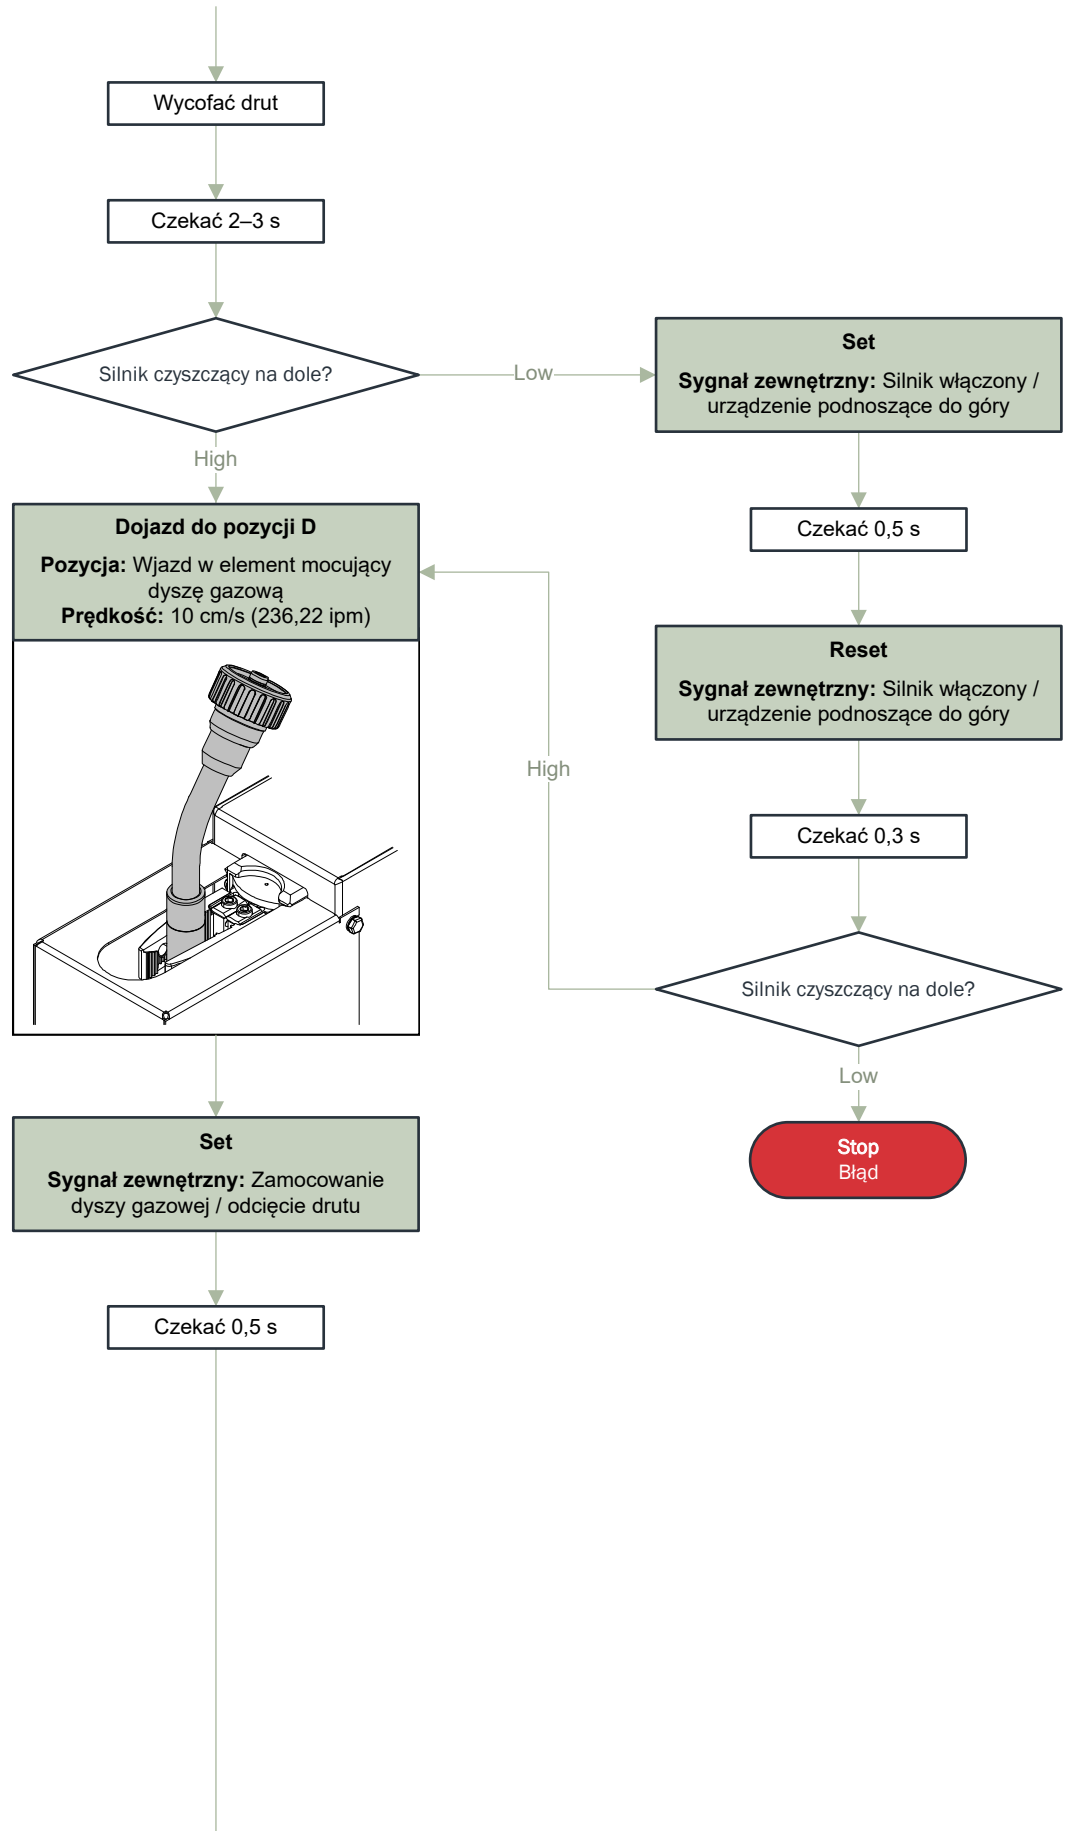 Wycofać drut
Czekać 2–3 s
Silnik czyszczący na dole?
Low
High
Set
Sygnał zewnętrzny: Silnik włączony /
urządzenie podnoszące do góry
Czekać 0,5 s
Reset
Sygnał zewnętrzny: Silnik włączony /
urządzenie podnoszące do góry
Czekać 0,3 s
Silnik czyszczący na dole?
High
Low
Stop
Błąd
Dojazd do pozycji D
Pozycja: Wjazd w element mocujący
dyszę gazową
Prędkość: 10 cm/s (236,22 ipm)
Set
Sygnał zewnętrzny: Zamocowanie
dyszy gazowej / odcięcie drutu
Czekać 0,5 s